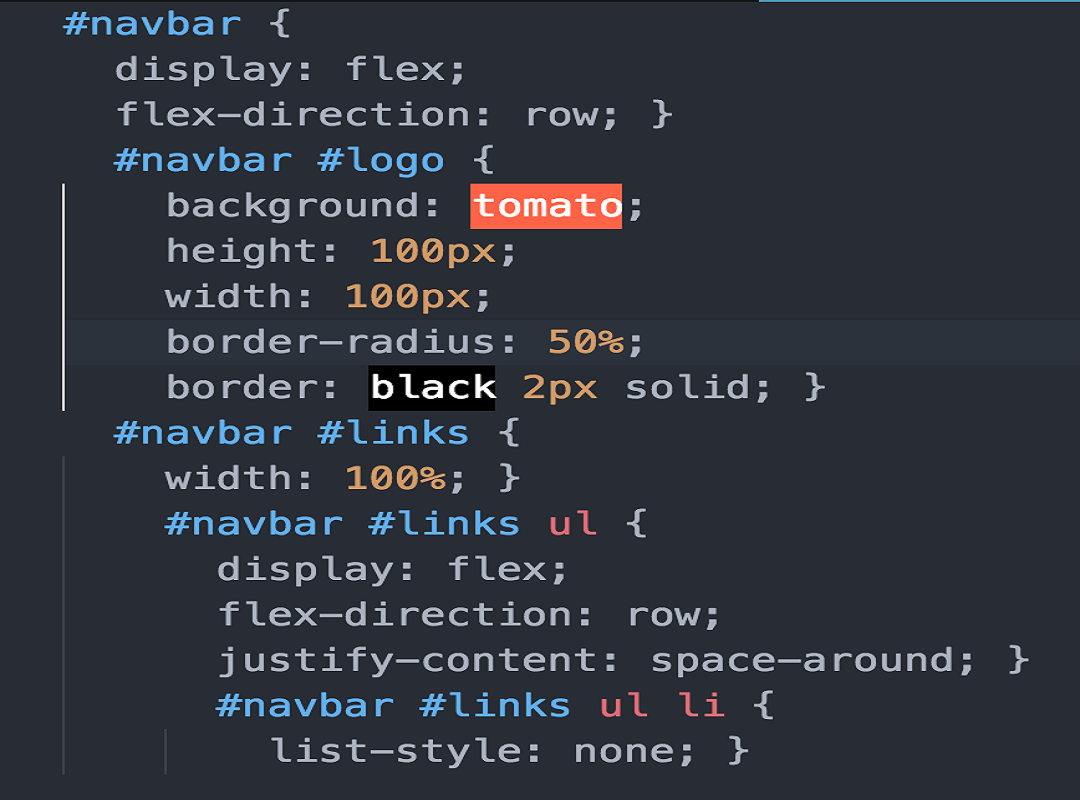 #navbar {
display: flex;
flex-direction: row; }
#navbar #logo {
background: tomato;
height: 100px;
width: 100px;
border-radius: 50%;
border: black 2px solid; }
#navbar #links {
width: 100%; }
#navbar #links ul {
display: flex;
flex-direction: row;
justify-content: space-around; }
#navbar #links ul li {
list-style: none; }